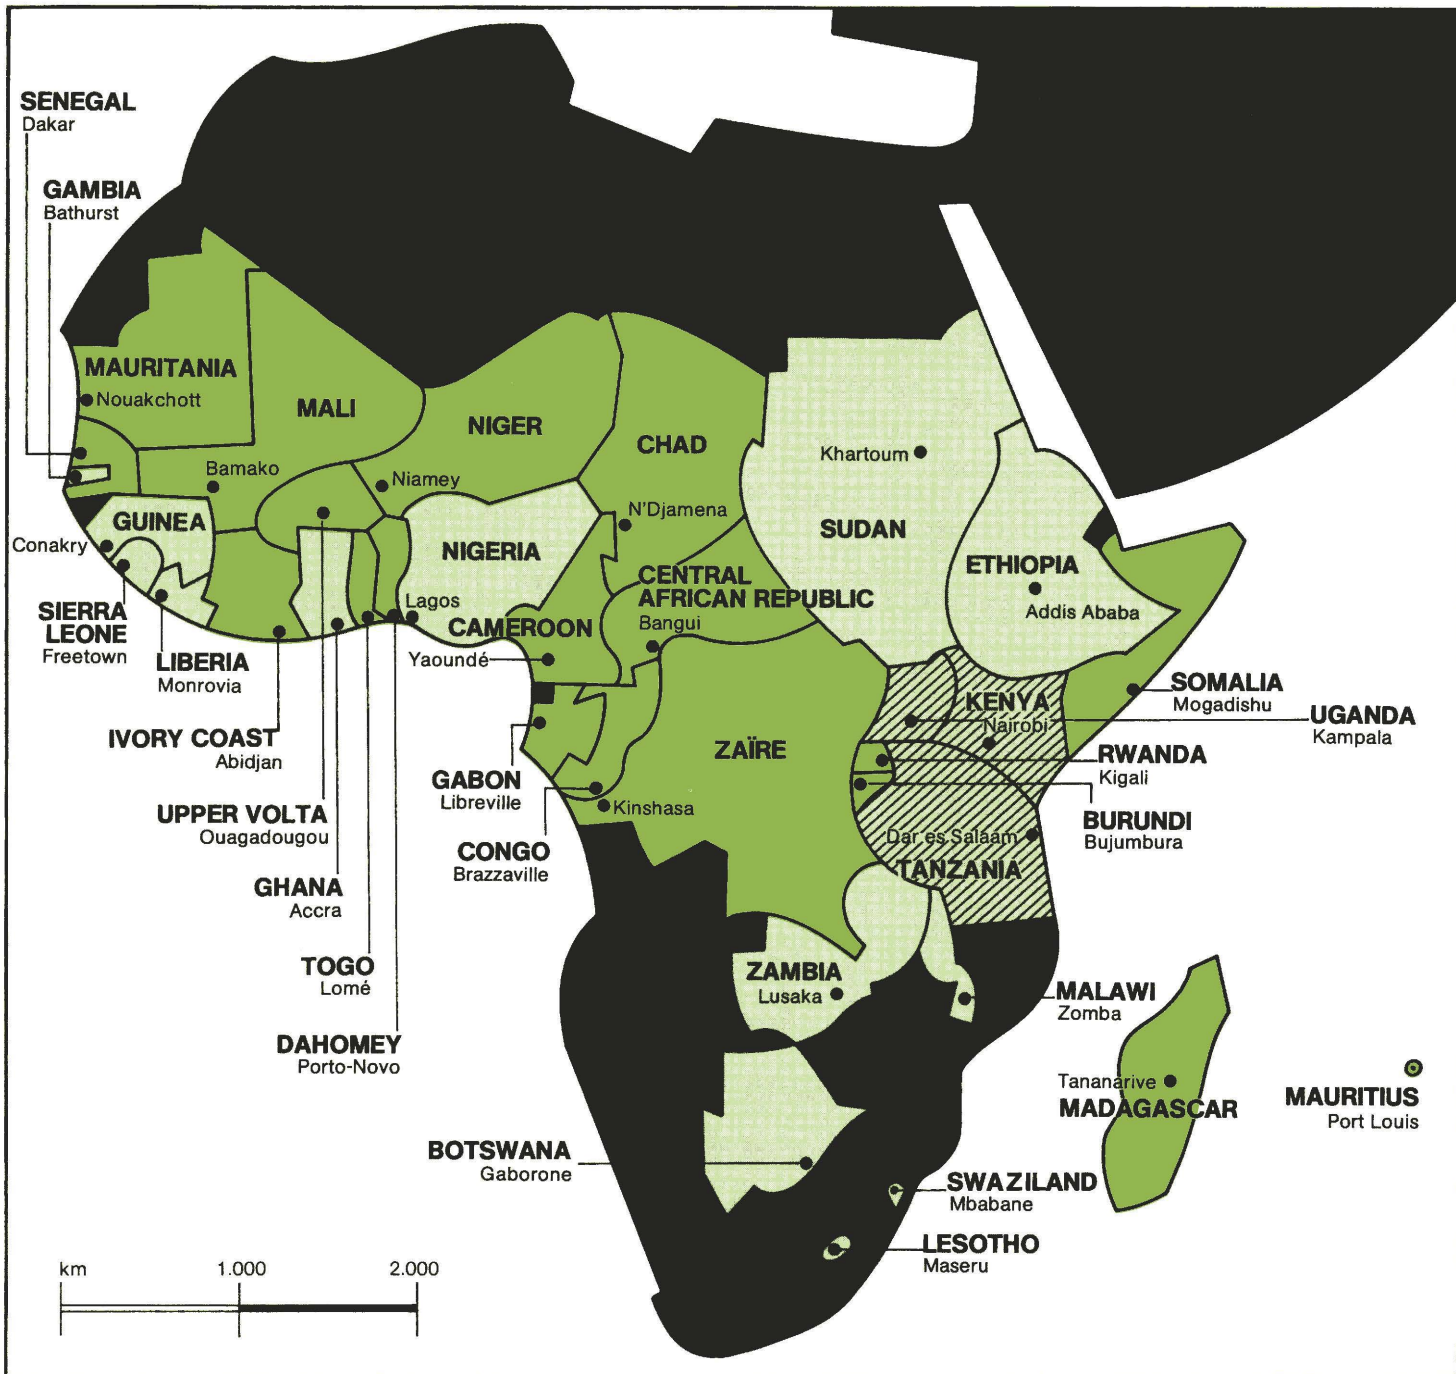 SENEGAL
Dakar
GAMBIA
Bathurst
MAURITANIA
Nouakchott
MALI
NIGER
CHAD
Khartoum
Bamako
Niamey
N'Djamena
SUDAN
GUINEA
Conakry
NIGERIA
ETHIOPIA
Addis Ababa
CENTRAL
AFRICAN REPUBLIC
Bangui
Lagos
CAMEROON
Yaoundé
SIERRA
LEONE
Freetown
LIBERIA
Monrovia
KENYA
Nairobi
SOMALIA
Mogadishu
UGANDA
Kampala
IVORY COAST
Abidjan
ZAÏRE
RWANDA
Kigali
GABON
Libreville
Kinshasa
UPPER VOLTA
Ouagadougou
BURUNDI
Bujumbura
Dar es Salaam
TANZANIA
CONGO
Brazzaville
GHANA
Accra
TOGO
Lomé
ZAMBIA
Lusaka
MALAWI
Zomba
DAHOMEY
Porto-Novo
Tananarive
MADAGASCAR
MAURITIUS
Port Louis
BOTSWANA
Gaborone
SWAZILAND
Mbabane
LESOTHO
Maseru
km 1.000 2.000